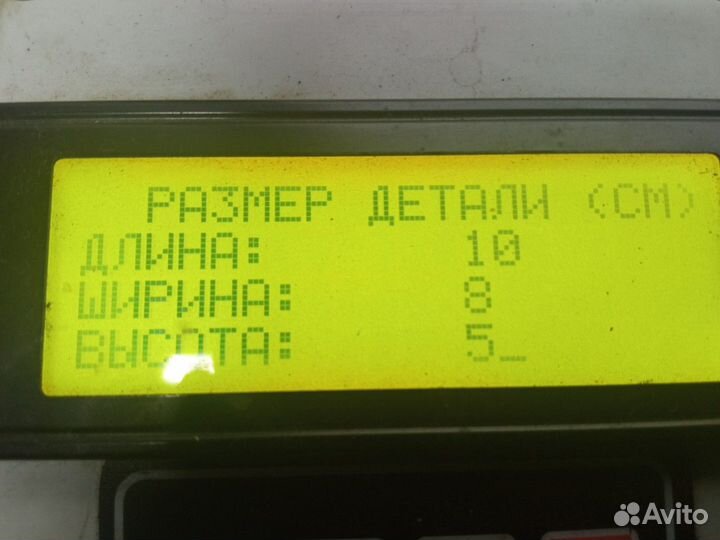 РАЗМЕР ДЕТАЛИ (СМ)
ДЛИНА: 10
ШИРИНА: 8
ВЫСОТА: 5_
Avito